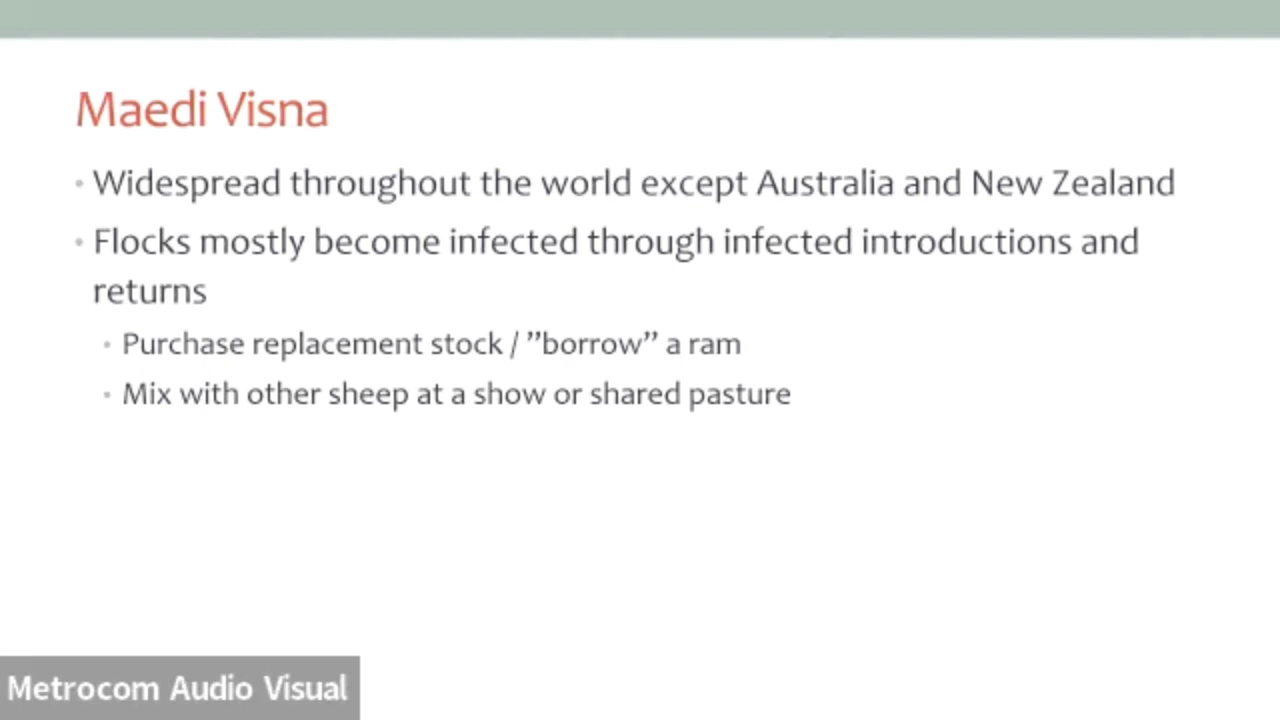 Maedi Visna
• Widespread throughout the world except Australia and New Zealand
• Flocks mostly become infected through infected introductions and
returns
• Purchase replacement stock / ”borrow” a ram
• Mix with other sheep at a show or shared pasture
Metrocom Audio Visual